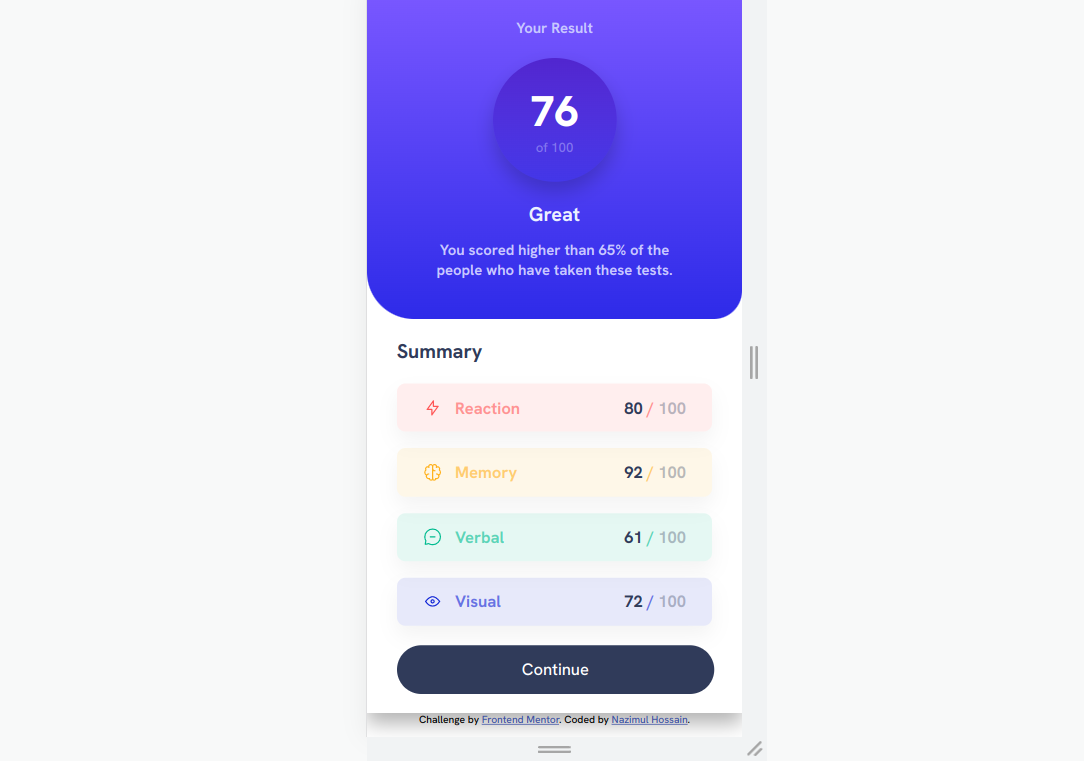 Your Result
76
of 100
Great
You scored higher than 65% of the
people who have taken these tests.
Summary
Reaction 80 / 100
Memory 92 / 100
Verbal 61 / 100
Visual 72 / 100
Continue
Challenge by Frontend Mentor. Coded by Nazimul Hossain.